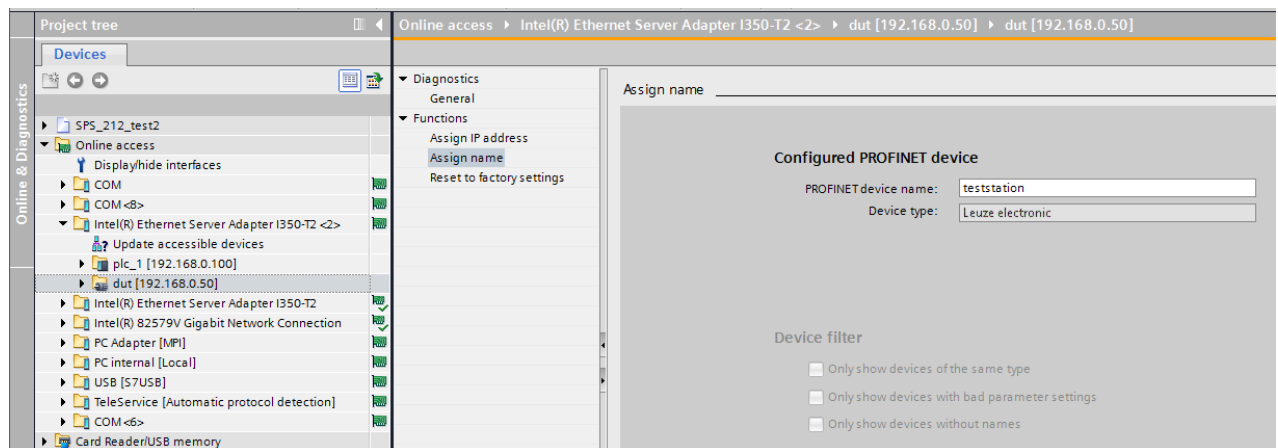 Project tree
Online access ▸ Intel(R) Ethernet Server Adapter I350-T2 <2> ▸ dut [192.168.0.50] ▸ dut [192.168.0.50]
Devices
Online & Diagnostics
SPS_212_test2
Online access
Display/hide interfaces
COM
COM <8>
Intel(R) Ethernet Server Adapter I350-T2 <2>
Update accessible devices
plc_1 [192.168.0.100]
dut [192.168.0.50]
Intel(R) Ethernet Server Adapter I350-T2
Intel(R) 82579V Gigabit Network Connection
PC Adapter [MPI]
PC internal [Local]
USB [S7USB]
TeleService [Automatic protocol detection]
COM <6>
Card Reader/USB memory
Diagnostics
General
Functions
Assign IP address
Assign name
Reset to factory settings
Assign name
Configured PROFINET device
PROFINET device name: teststation
Device type: Leuze electronic
Device filter
Only show devices of the same type
Only show devices with bad parameter settings
Only show devices without names